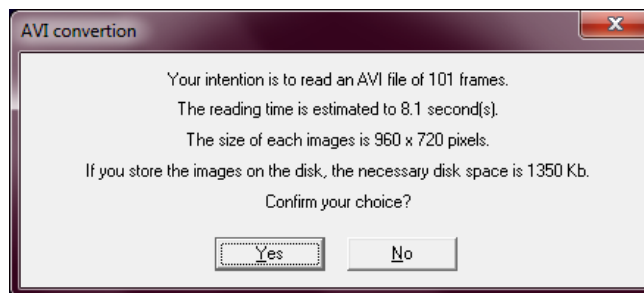 AVI convertion
Your intention is to read an AVI file of 101 frames.
The reading time is estimated to 8.1 second(s).
The size of each images is 960 x 720 pixels.
If you store the images on the disk, the necessary disk space is 1350 Kb.
Confirm your choice?
Yes No